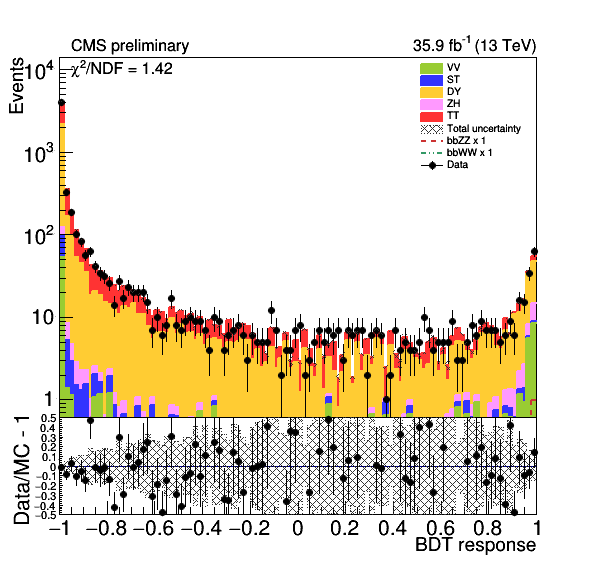 CMS preliminary
35.9 fb⁻¹ (13 TeV)
Events
χ²/NDF = 1.42
10⁴
10³
10²
10
1
VV
ST
DY
ZH
TT
Total uncertainty
bbZZ x 1
bbWW x 1
Data
Data/MC - 1
0.5
0.4
0.3
0.2
0.1
0
−0.1
−0.2
−0.3
−0.4
−0.5
−1 −0.8 −0.6 −0.4 −0.2 0 0.2 0.4 0.6 0.8 1
BDT response